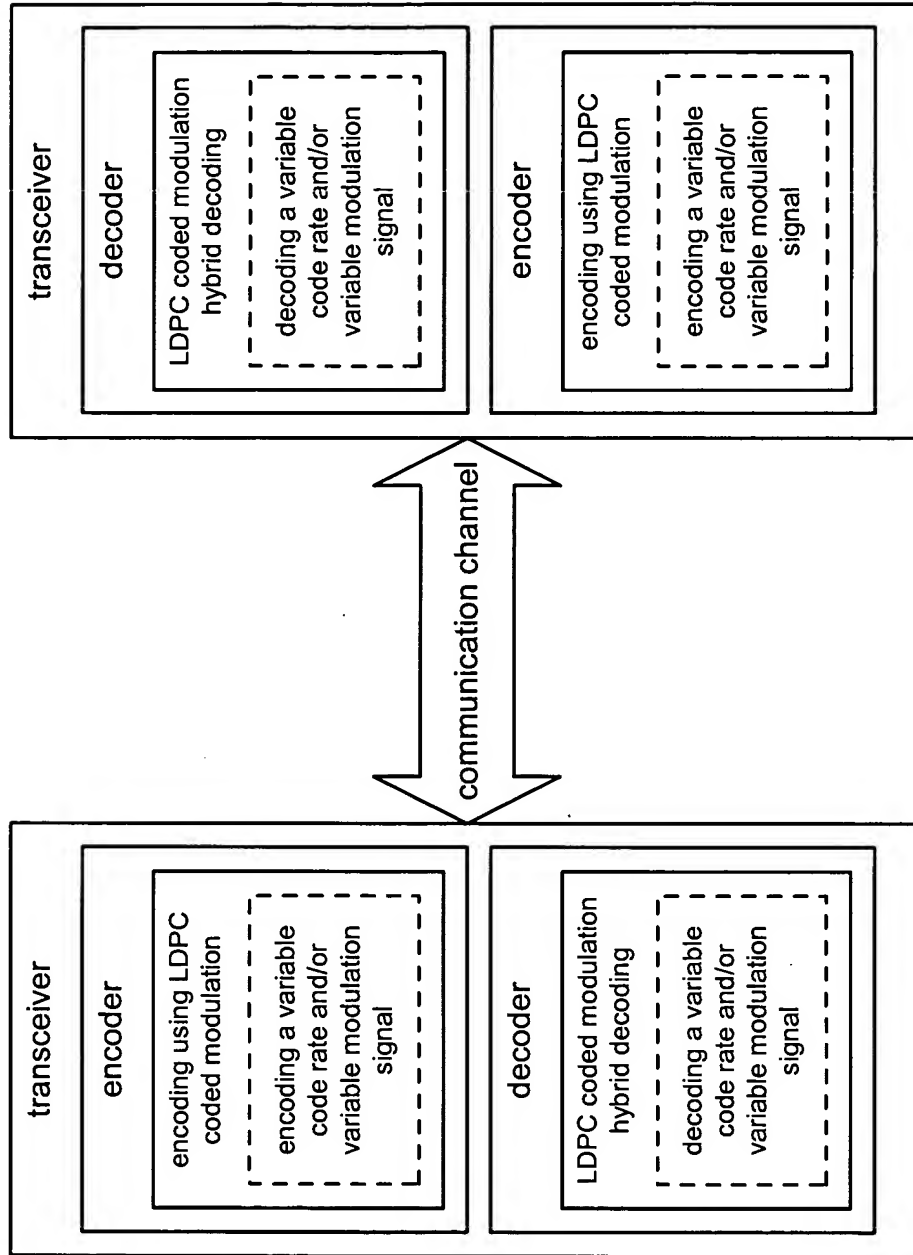 transceiver
encoder
encoding using LDPC
coded modulation
encoding a variable
code rate and/or
variable modulation
signal
decoder
LDPC coded modulation
hybrid decoding
decoding a variable
code rate and/or
variable modulation
signal
communication channel
transceiver
decoder
LDPC coded modulation
hybrid decoding
decoding a variable
code rate and/or
variable modulation
signal
encoder
encoding using LDPC
coded modulation
encoding a variable
code rate and/or
variable modulation
signal